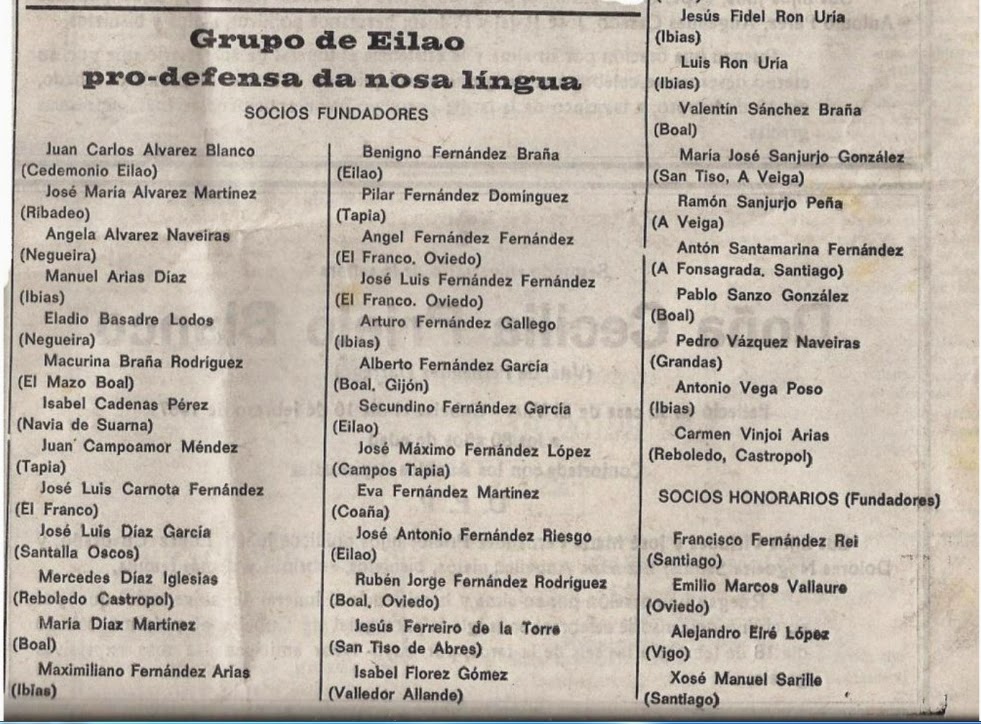 Grupo de Eilao
pro-defensa da nosa língua
SOCIOS FUNDADORES
Juan Carlos Alvarez Blanco
(Cedemonio Eilao)
José María Alvarez Martínez
(Ribadeo)
Angela Alvarez Naveiras
(Negueira)
Manuel Arias Díaz
(Ibias)
Eladio Basadre Lodos
(Negueira)
Macurina Braña Rodríguez
(El Mazo Boal)
Isabel Cadenas Pérez
(Navia de Suarna)
Juan Campoamor Méndez
(Tapia)
José Luis Carnota Fernández
(El Franco)
José Luis Díaz García
(Santalla Oscos)
Mercedes Díaz Iglesias
(Reboledo Castropol)
María Díaz Martínez
(Boal)
Maximiliano Fernández Arias
(Ibias)
Benigno Fernández Braña
(Eilao)
Pilar Fernández Domínguez
(Tapia)
Angel Fernández Fernández
(El Franco. Oviedo)
José Luis Fernández Fernández
(El Franco. Oviedo)
Arturo Fernández Gallego
(Ibias)
Alberto Fernández García
(Boal, Gijón)
Secundino Fernández García
(Eilao)
José Máximo Fernández López
(Campos Tapia)
Eva Fernández Martínez
(Coaña)
José Antonio Fernández Riesgo
(Eilao)
Rubén Jorge Fernández Rodríguez
(Boal, Oviedo)
Jesús Ferreiro de la Torre
(San Tiso de Abres)
Isabel Florez Gómez
(Valledor Allande)
Jesús Fidel Ron Uría
(Ibias)
Luis Ron Uría
(Ibias)
Valentín Sánchez Braña
(Boal)
María José Sanjurjo González
(San Tiso, A Veiga)
Ramón Sanjurjo Peña
(A Veiga)
Antón Santamarina Fernández
(A Fonsagrada. Santiago)
Pablo Sanzo González
(Boal)
Pedro Vázquez Naveiras
(Grandas)
Antonio Vega Poso
(Ibias)
Carmen Vinjoi Arias
(Reboledo, Castropol)
SOCIOS HONORARIOS (Fundadores)
Francisco Fernández Rei
(Santiago)
Emilio Marcos Vallaure
(Oviedo)
Alejandro Elré López
(Vigo)
Xosé Manuel Sarille
(Santiago)